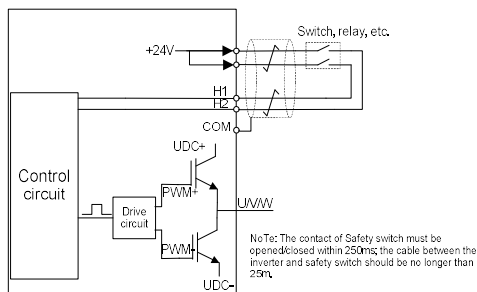 Switch, relay, etc.
+24V
H1
H2
COM
UDC+
Control
circuit
PWM+
U/V/W
Drive
circuit
PWM-
NoTe: The contact of Safety switch must be
opened/closed within 250ms; the cable between the
inverter and safety switch should be no longer than
25m.
UDC-